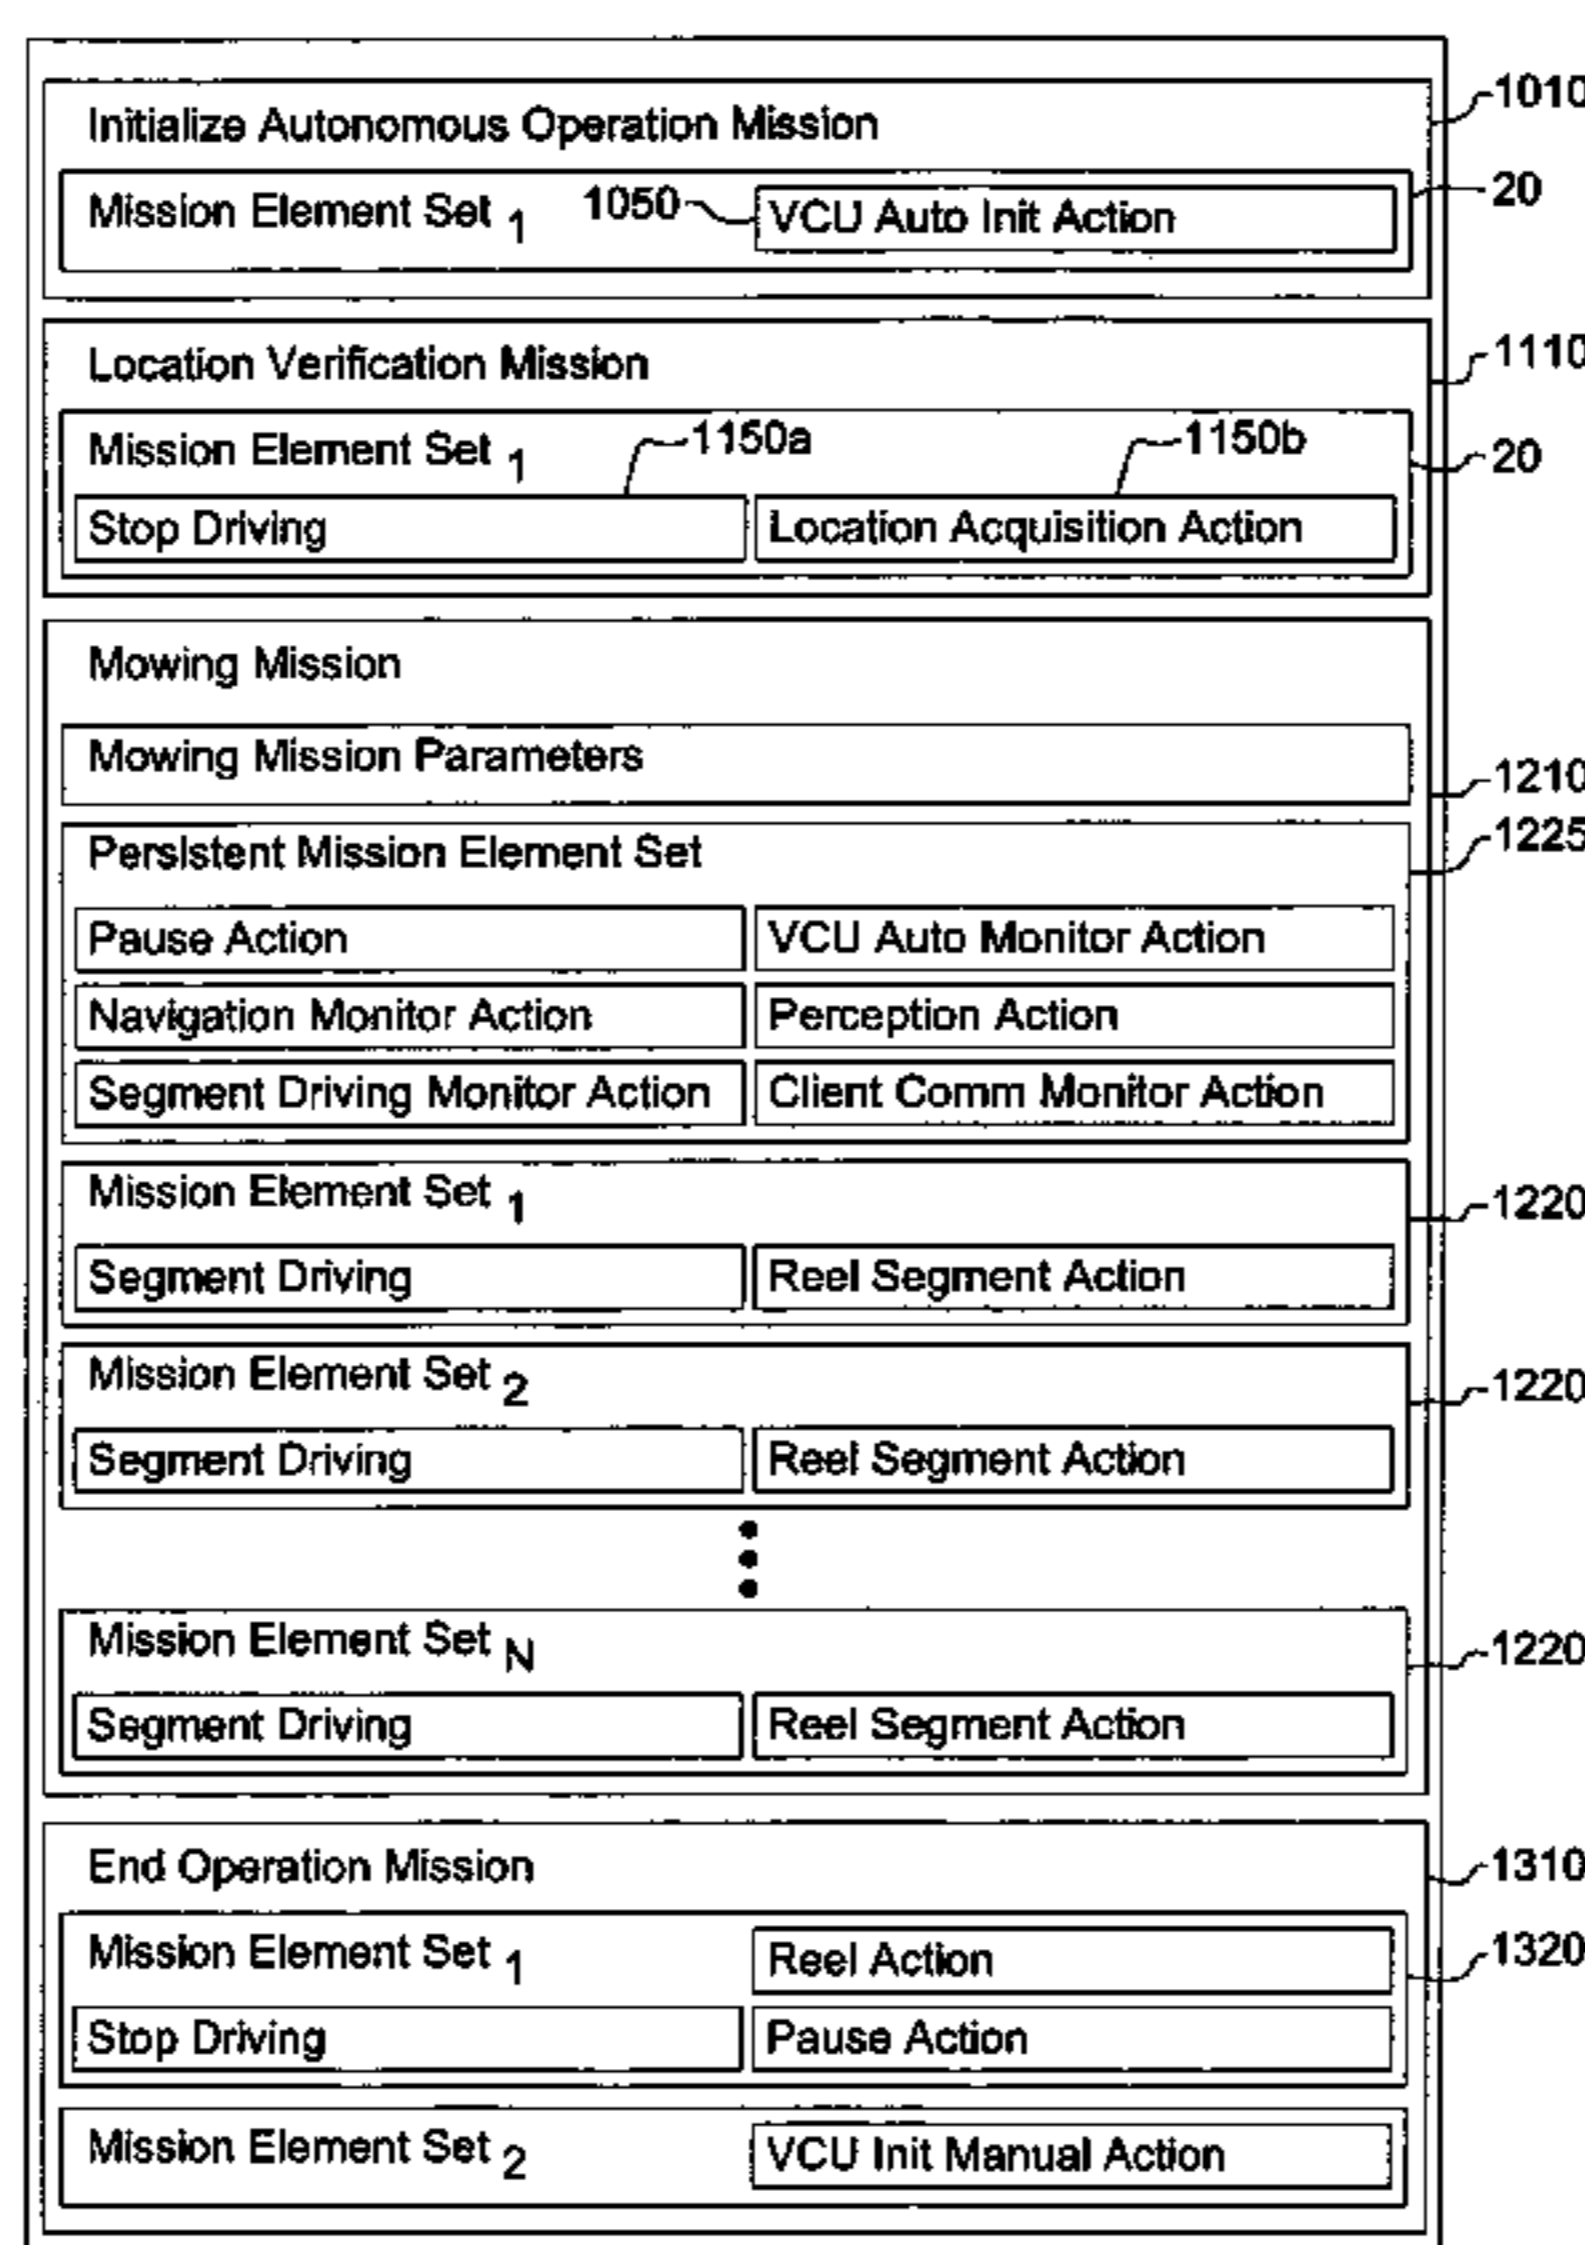 Initialize Autonomous Operation Mission
1010
Mission Element Set 1
1050
VCU Auto Init Action
20
Location Verification Mission
1110
Mission Element Set 1
1150a
1150b
20
Stop Driving
Location Acquisition Action
Mowing Mission
Mowing Mission Parameters
1210
Persistent Mission Element Set
1225
Pause Action
VCU Auto Monitor Action
Navigation Monitor Action
Perception Action
Segment Driving Monitor Action
Client Comm Monitor Action
Mission Element Set 1
1220
Segment Driving
Reel Segment Action
Mission Element Set 2
1220
Segment Driving
Reel Segment Action
Mission Element Set N
1220
Segment Driving
Reel Segment Action
End Operation Mission
1310
Mission Element Set 1
Reel Action
1320
Stop Driving
Pause Action
Mission Element Set 2
VCU Init Manual Action